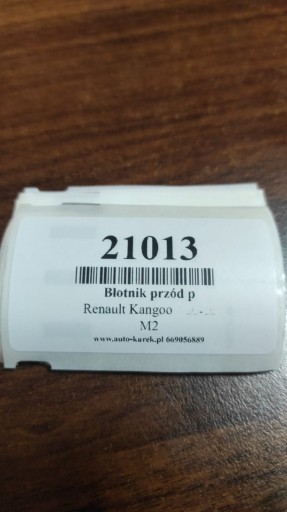 21013
Błotnik przód p
Renault Kangoo
M2
www.auto-kurek.pl 669056889